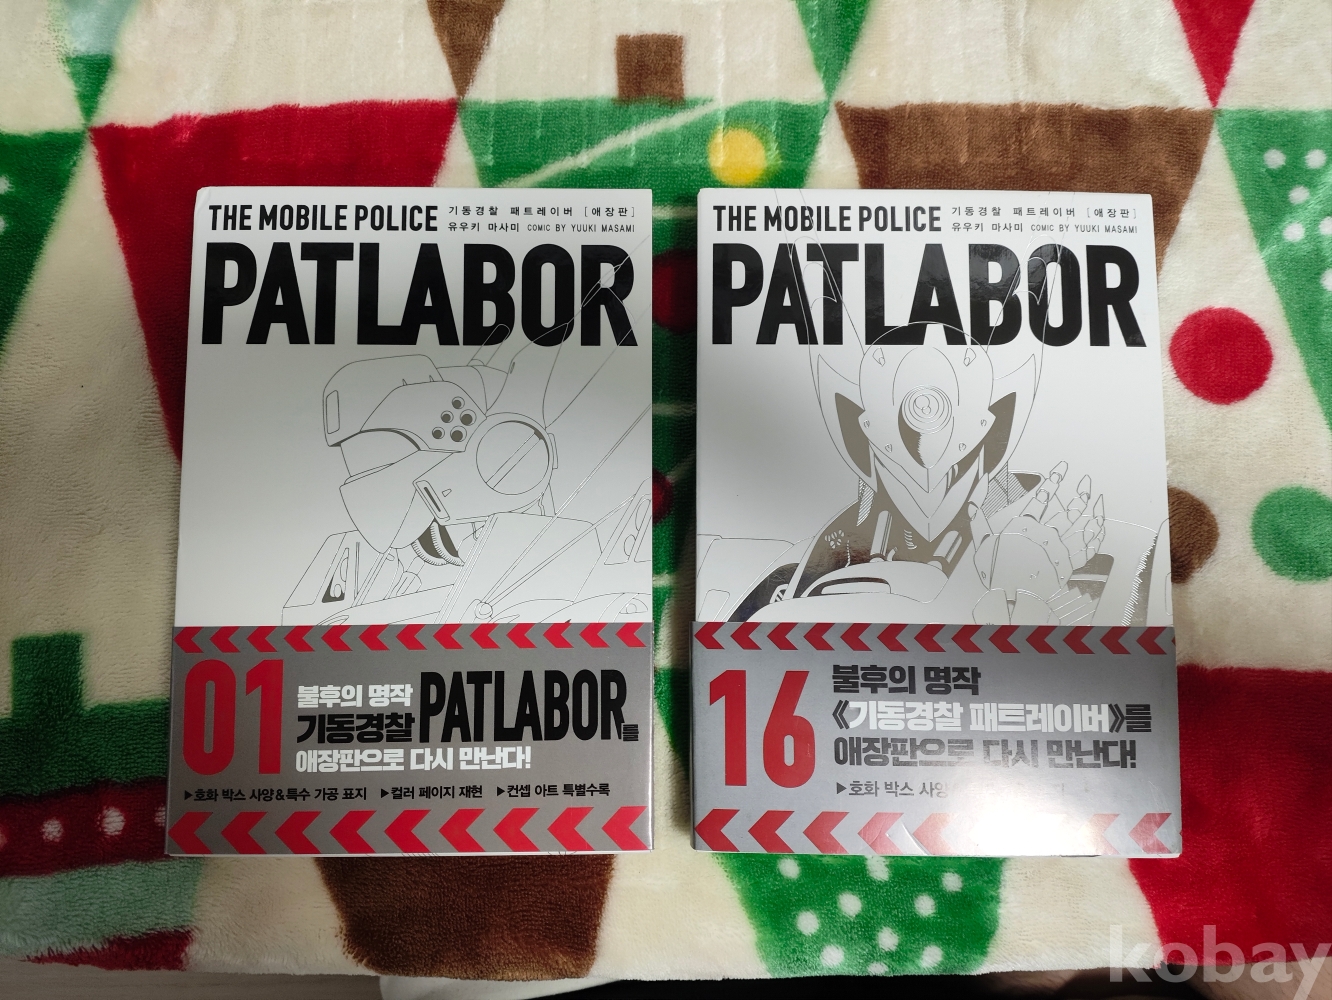 THE MOBILE POLICE
기동경찰 패트레이버 [애장판]
유우키 마사미 COMIC BY YUUKI MASAMI
PATLABOR
01
불후의 명작
기동경찰 PATLABOR를
애장판으로 다시 만난다!
▶호화 박스 사양&특수 가공 표지 ▶컬러 페이지 재현 ▶컨셉 아트 특별수록
THE MOBILE POLICE
기동경찰 패트레이버 [애장판]
유우키 마사미 COMIC BY YUUKI MASAMI
PATLABOR
16
불후의 명작
《기동경찰 패트레이버》를
애장판으로 다시 만난다!
▶호화 박스 사양
kobay